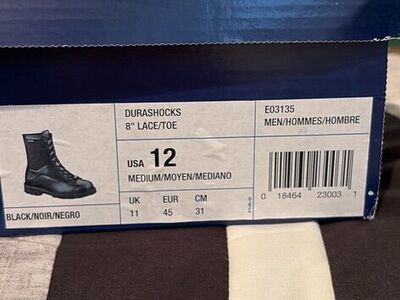 DURASHOCKS
8" LACE/TOE
E03135
MEN/HOMMES/HOMBRE
USA 12
MEDIUM/MOYEN/MEDIANO
UK EUR CM
11 45 31
BLACK/NOIR/NEGRO
0 18464 23003 1